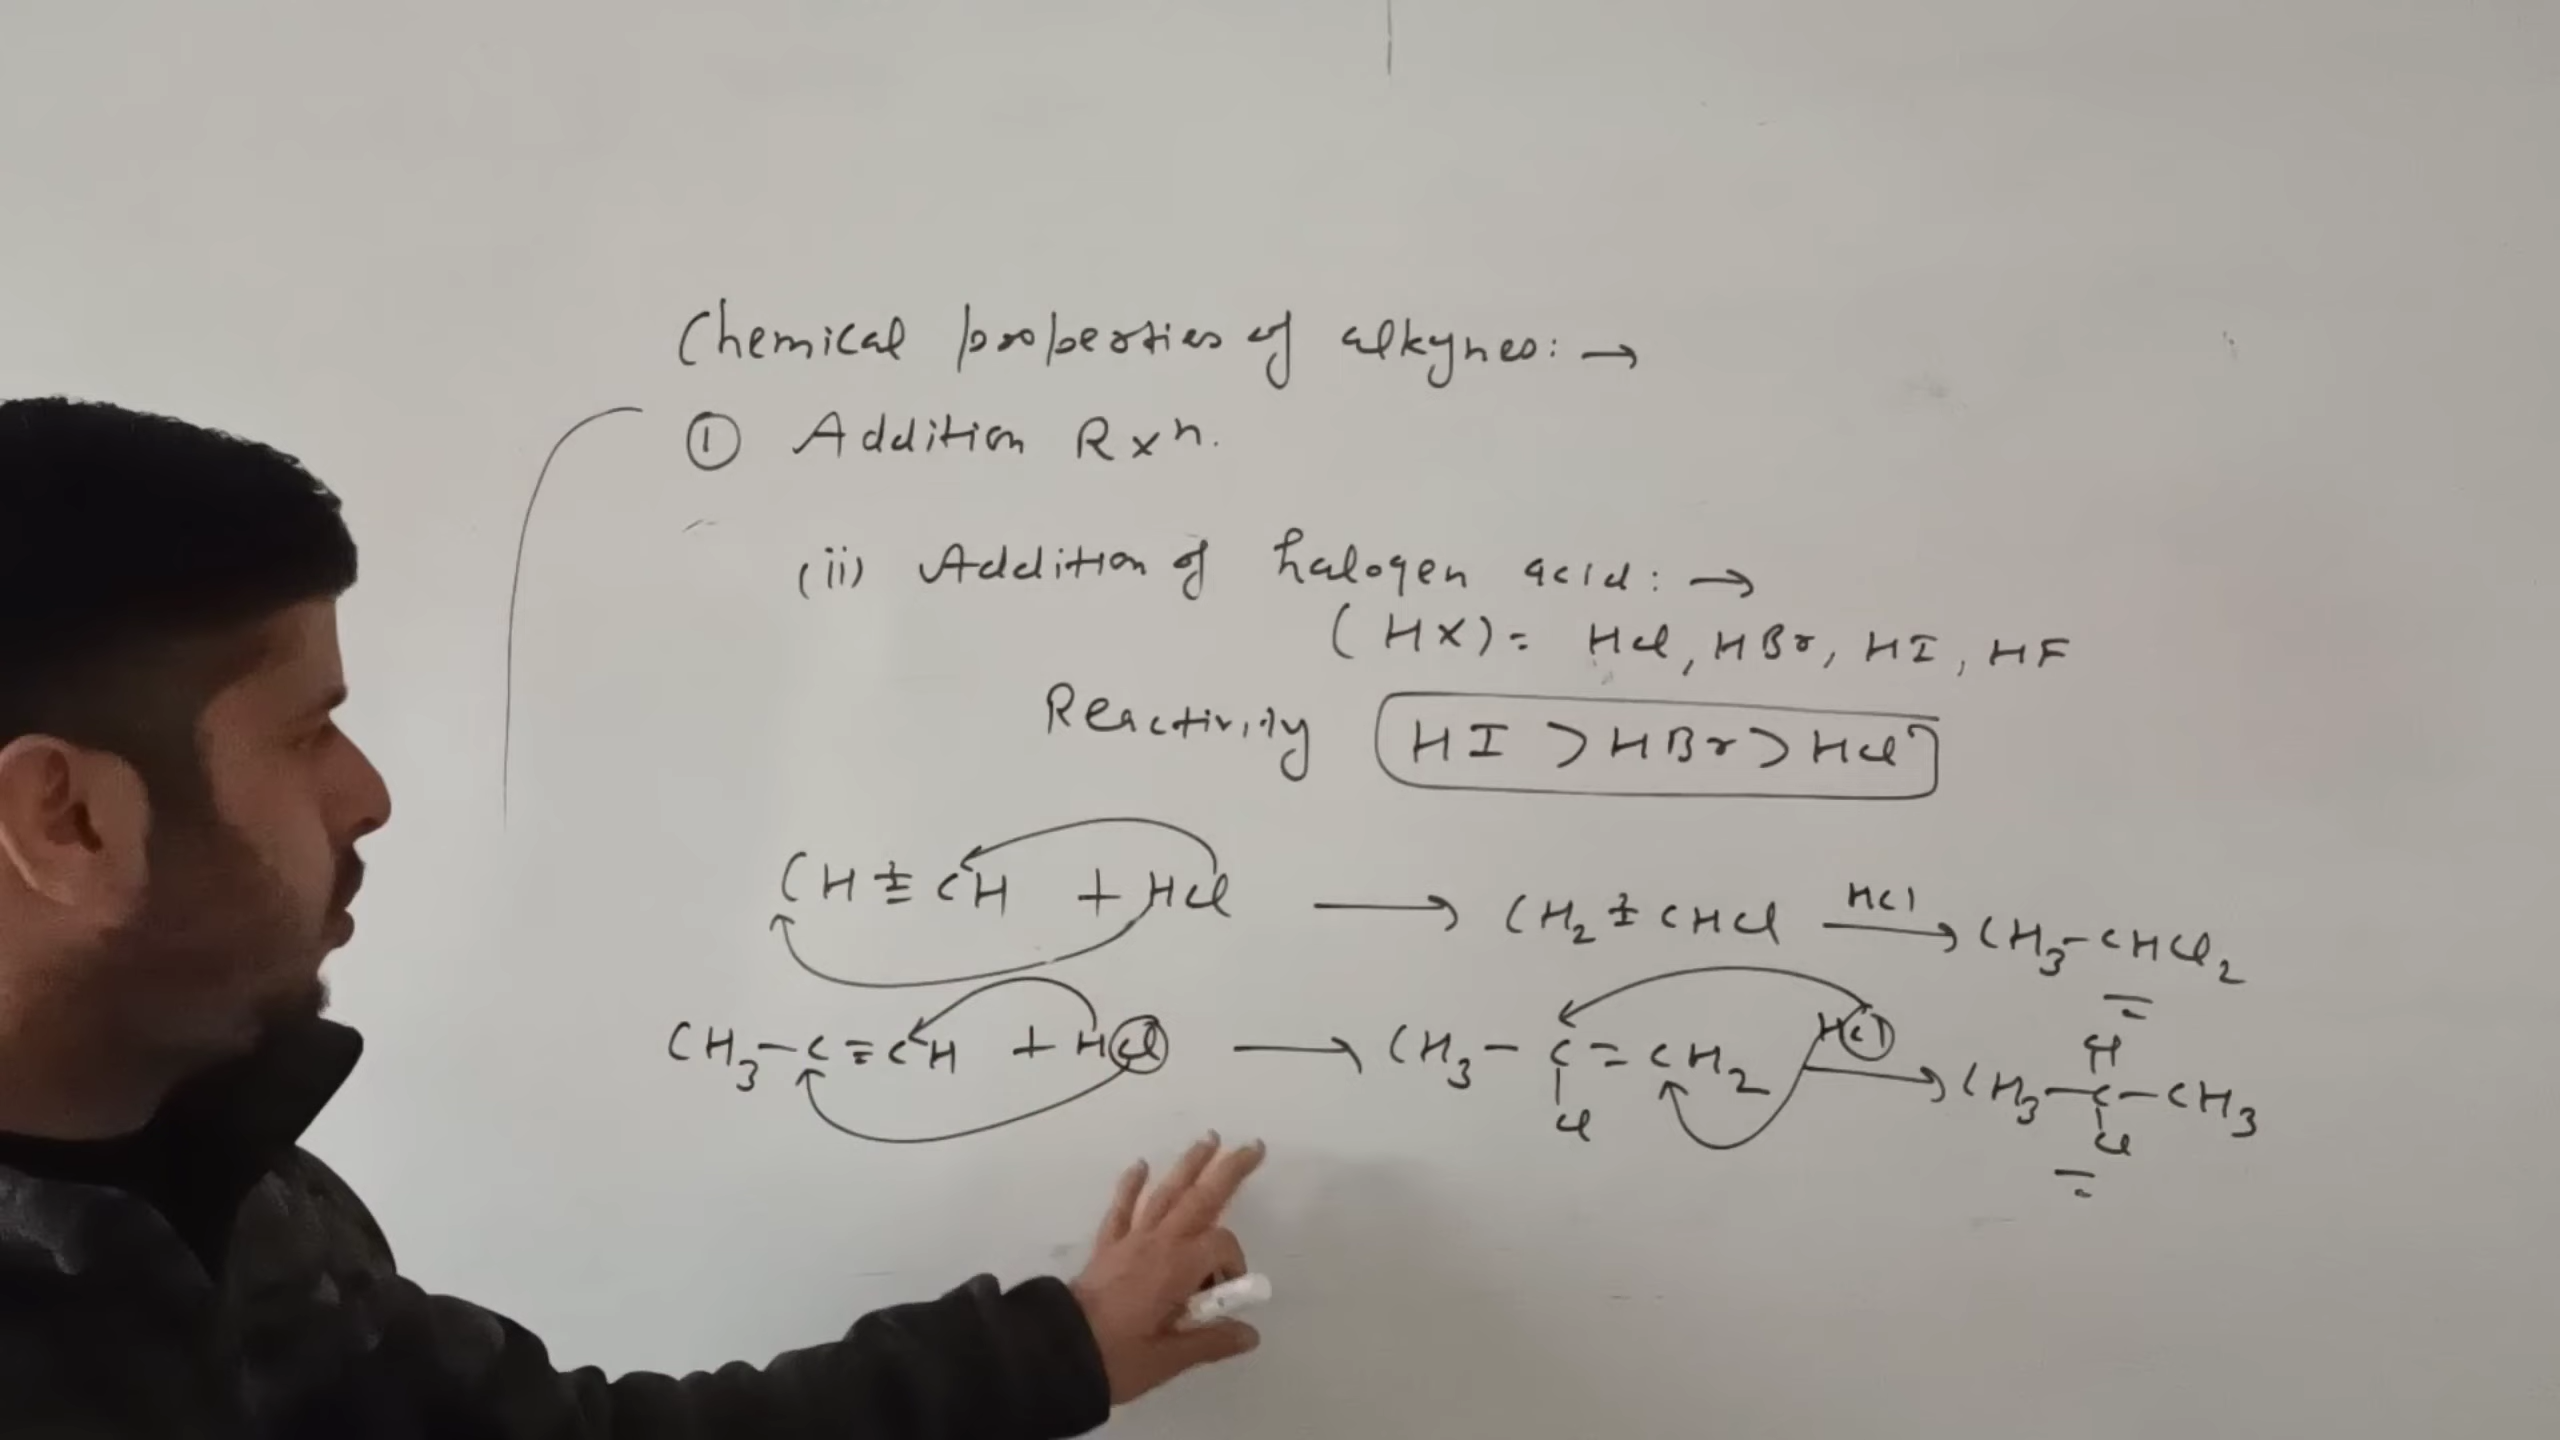 Chemical properties of alkynes: →
① Addition Rxn.
(ii) Addition of halogen acid: →
(HX) = HCl, HBr, HI, HF
Reactivity HI > HBr > HCl
CH≡CH + HCl → CH₂=CHCl HCl→ CH₃-CHCl₂
CH₃-C≡CH + HCl → CH₃-C=CH₂ HCl→ CH₃-C-CH₃
Cl
Cl
Cl